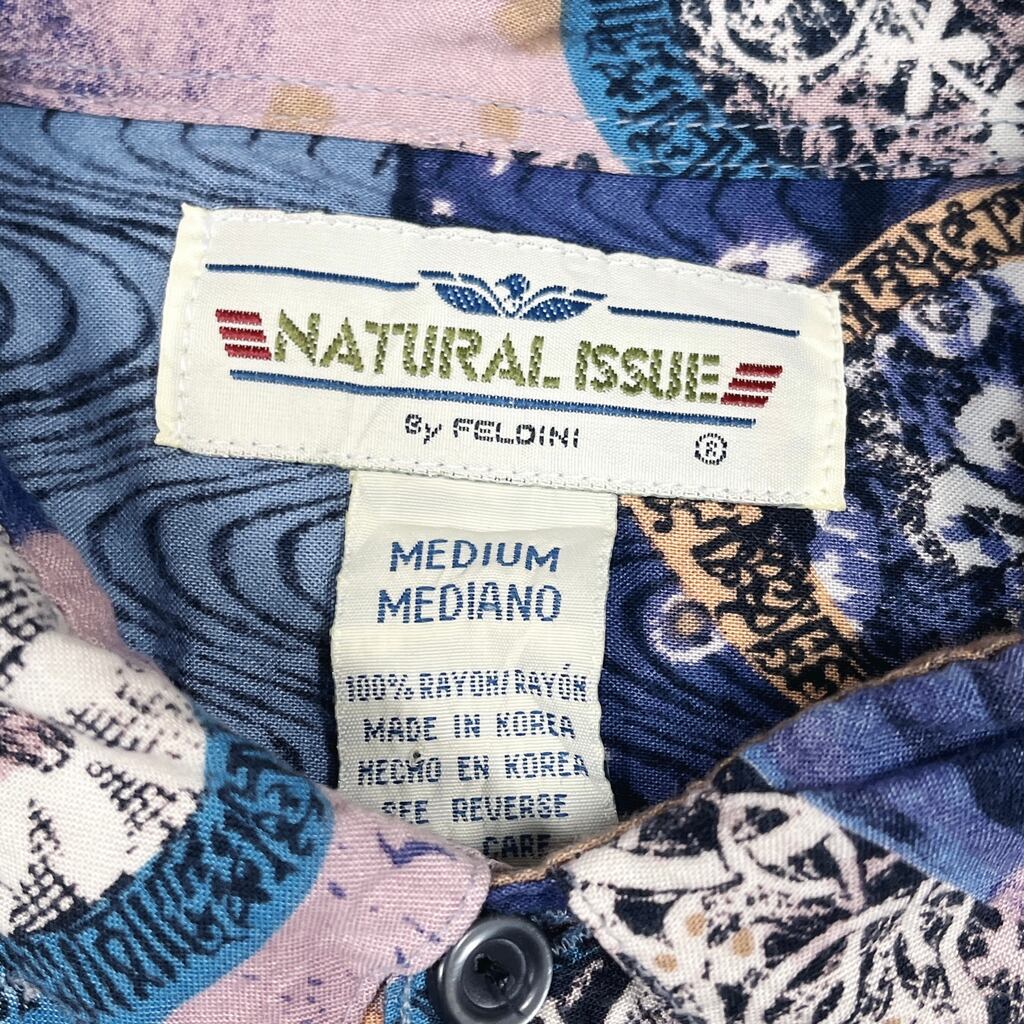 NATURAL ISSUE
By FELDINI ®
MEDIUM
MEDIANO
100% RAYON/RAYÓN
MADE IN KOREA
HECHO EN KOREA
SEE REVERSE
CARE